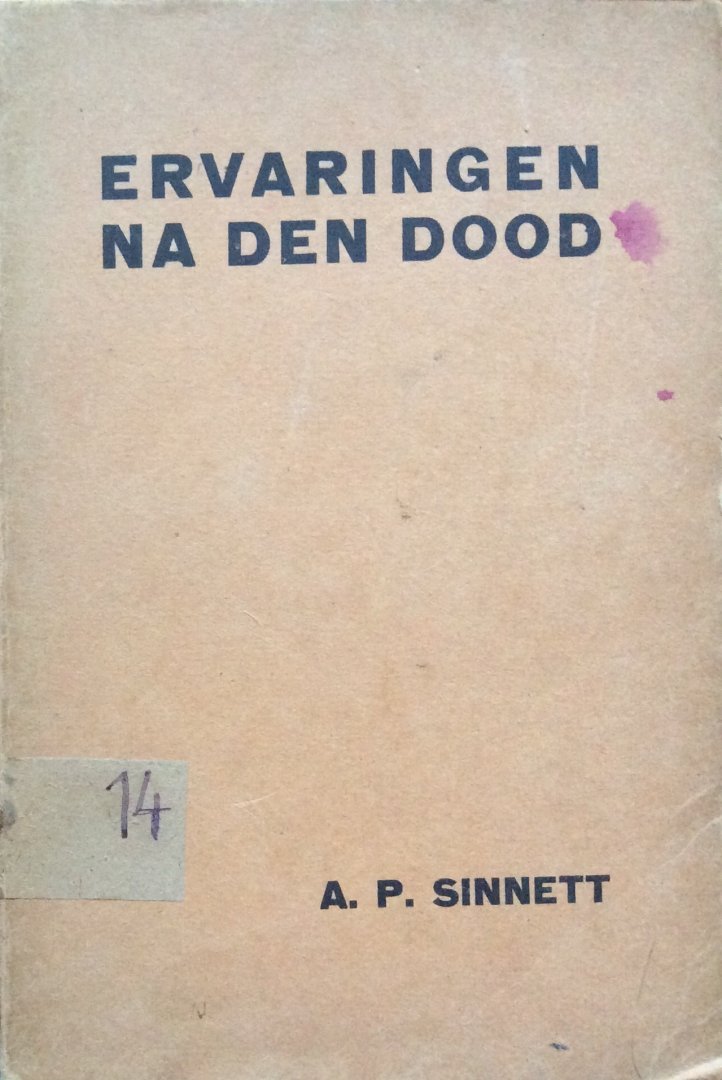 ERVARINGEN
NA DEN DOOD
14
A. P. SINNETT